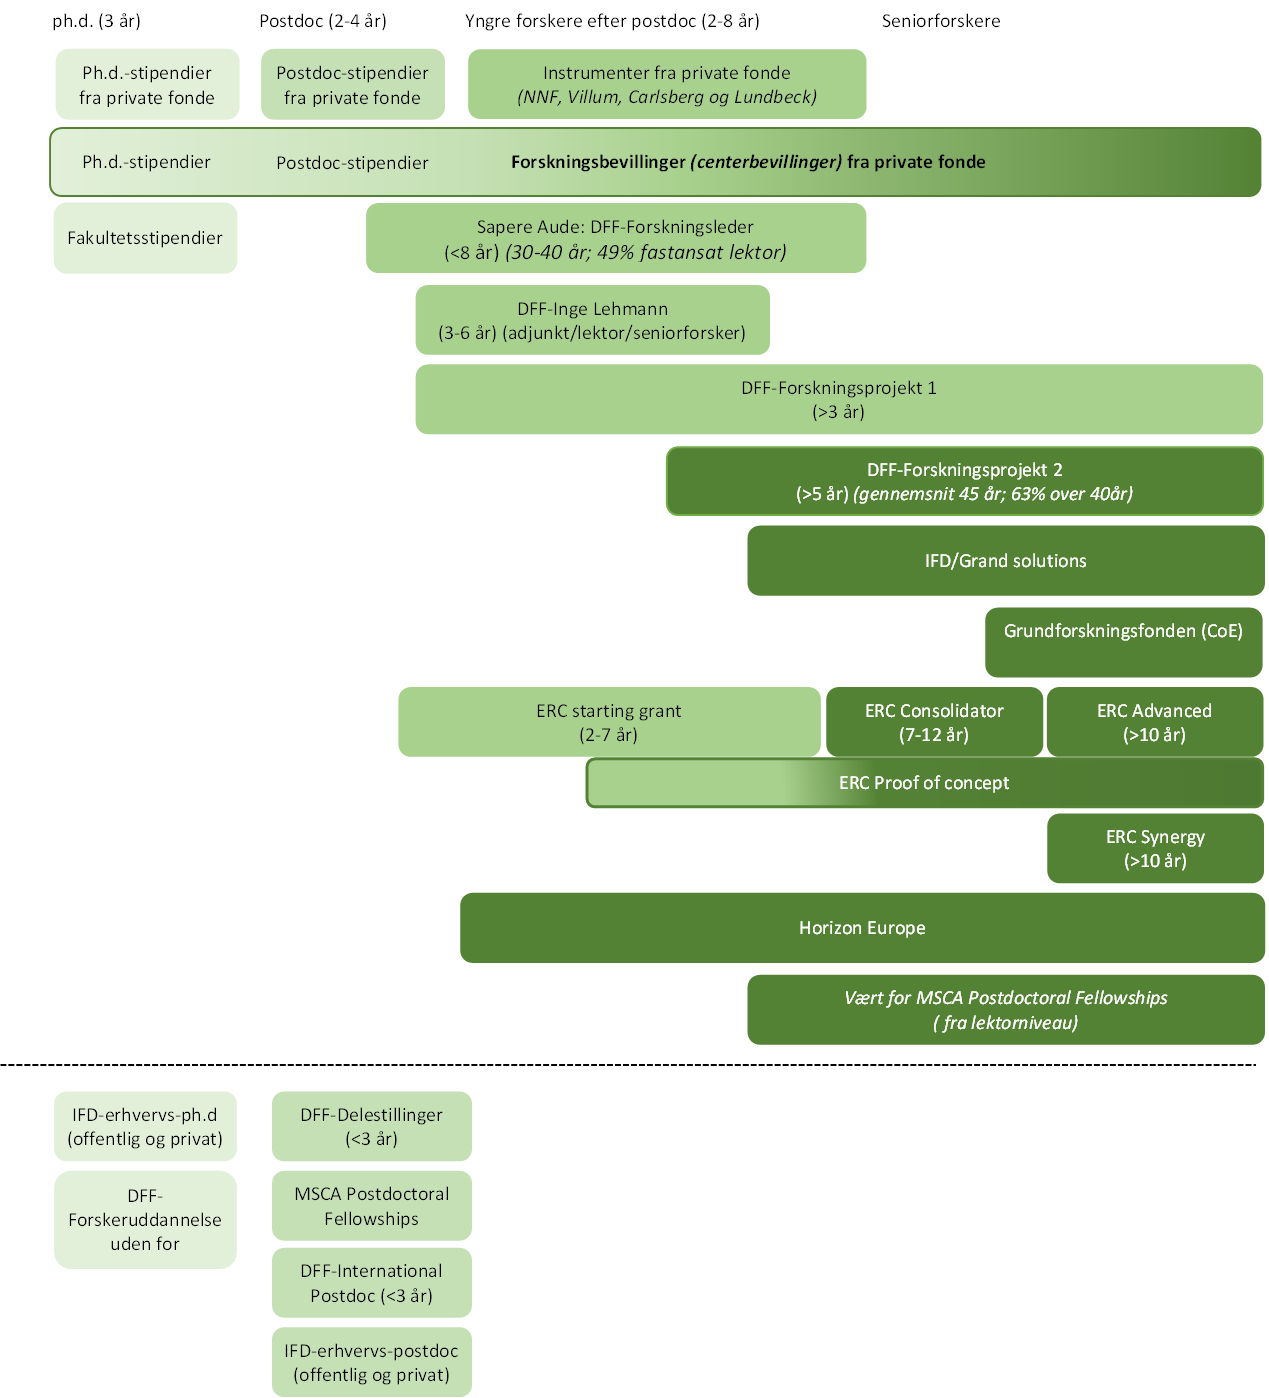 ph.d. (3 år)
Postdoc (2-4 år)
Yngre forskere efter postdoc (2-8 år)
Seniorforskere
Ph.d.-stipendier
fra private fonde
Postdoc-stipendier
fra private fonde
Instrumenter fra private fonde
(NNF, Villum, Carlsberg og Lundbeck)
Ph.d.-stipendier
Postdoc-stipendier
Forskningsbevillinger (centerbevillinger) fra private fonde
Fakultetsstipendier
Sapere Aude: DFF-Forskningsleder
(<8 år) (30-40 år; 49% fastansat lektor)
DFF-Inge Lehmann
(3-6 år) (adjunkt/lektor/seniorforsker)
DFF-Forskningsprojekt 1
(>3 år)
DFF-Forskningsprojekt 2
(>5 år) (gennemsnit 45 år; 63% over 40år)
IFD/Grand solutions
Grundforskningsfonden (CoE)
ERC starting grant
(2-7 år)
ERC Consolidator
(7-12 år)
ERC Advanced
(>10 år)
ERC Proof of concept
ERC Synergy
(>10 år)
Horizon Europe
Vært for MSCA Postdoctoral Fellowships
( fra lektorniveau)
IFD-erhvervs-ph.d
(offentlig og privat)
DFF-Delestillinger
(<3 år)
DFF-
Forskeruddannelse
uden for
MSCA Postdoctoral
Fellowships
DFF-International
Postdoc (<3 år)
IFD-erhvervs-postdoc
(offentlig og privat)